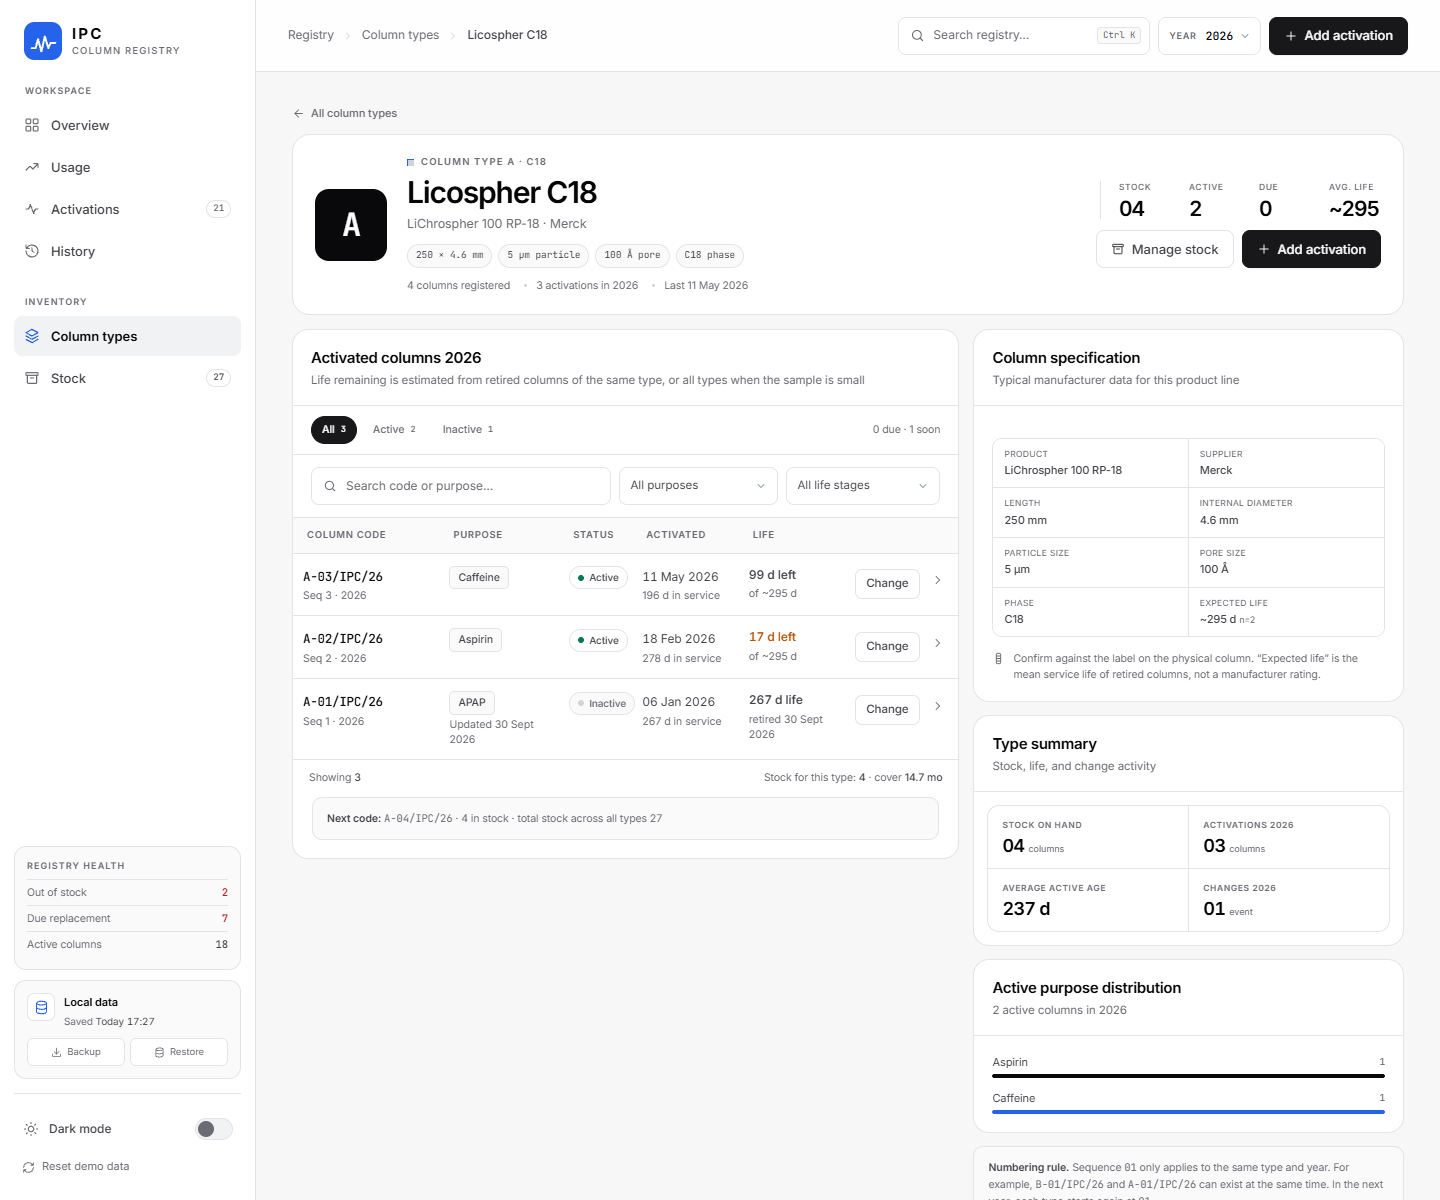 IPC
COLUMN REGISTRY
WORKSPACE
Overview
Usage
Activations 21
History
INVENTORY
Column types
Stock 27
REGISTRY HEALTH
Out of stock 2
Due replacement 7
Active columns 18
Local data
Saved Today 17:27
Backup Restore
Dark mode
Reset demo data
Registry Column types Licospher C18
Search registry... Ctrl K
YEAR 2026
Add activation
All column types
A
COLUMN TYPE A · C18
Licospher C18
LiChrospher 100 RP-18 · Merck
250 × 4.6 mm 5 µm particle 100 Å pore C18 phase
4 columns registered · 3 activations in 2026 · Last 11 May 2026
STOCK ACTIVE DUE AVG. LIFE
04 2 0 ~295
Manage stock Add activation
Activated columns 2026
Life remaining is estimated from retired columns of the same type, or all types when the sample is small
All 3 Active 2 Inactive 1 0 due · 1 soon
Search code or purpose... All purposes All life stages
COLUMN CODE PURPOSE STATUS ACTIVATED LIFE
A-03/IPC/26 Caffeine Active 11 May 2026 99 d left Change
Seq 3 · 2026 196 d in service of ~295 d
A-02/IPC/26 Aspirin Active 18 Feb 2026 17 d left Change
Seq 2 · 2026 278 d in service of ~295 d
A-01/IPC/26 APAP Inactive 06 Jan 2026 267 d life Change
Seq 1 · 2026 Updated 30 Sept 2026 267 d in service retired 30 Sept 2026
Showing 3 Stock for this type: 4 · cover 14.7 mo
Next code: A-04/IPC/26 · 4 in stock · total stock across all types 27
Column specification
Typical manufacturer data for this product line
PRODUCT SUPPLIER
LiChrospher 100 RP-18 Merck
LENGTH INTERNAL DIAMETER
250 mm 4.6 mm
PARTICLE SIZE PORE SIZE
5 µm 100 Å
PHASE EXPECTED LIFE
C18 ~295 d n=2
Confirm against the label on the physical column. “Expected life” is the
mean service life of retired columns, not a manufacturer rating.
Type summary
Stock, life, and change activity
STOCK ON HAND ACTIVATIONS 2026
04 columns 03 columns
AVERAGE ACTIVE AGE CHANGES 2026
237 d 01 event
Active purpose distribution
2 active columns in 2026
Aspirin 1
Caffeine 1
Numbering rule. Sequence 01 only applies to the same type and year. For
example, B-01/IPC/26 and A-01/IPC/26 can exist at the same time. In the next
year, each type starts again at 01.